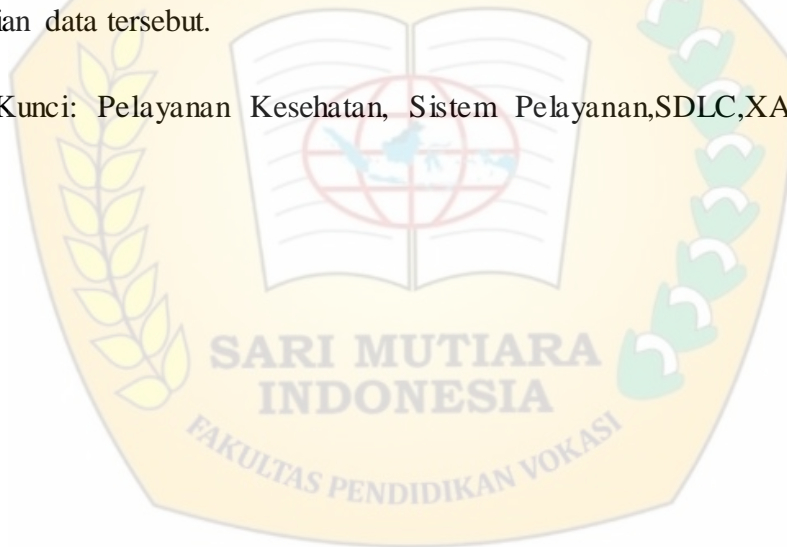 ian data tersebut.
Kunci: Pelayanan Kesehatan, Sistem Pelayanan,SDLC,XA
SARI MUTIARA
INDONESIA
FAKULTAS PENDIDIKAN VOKASI